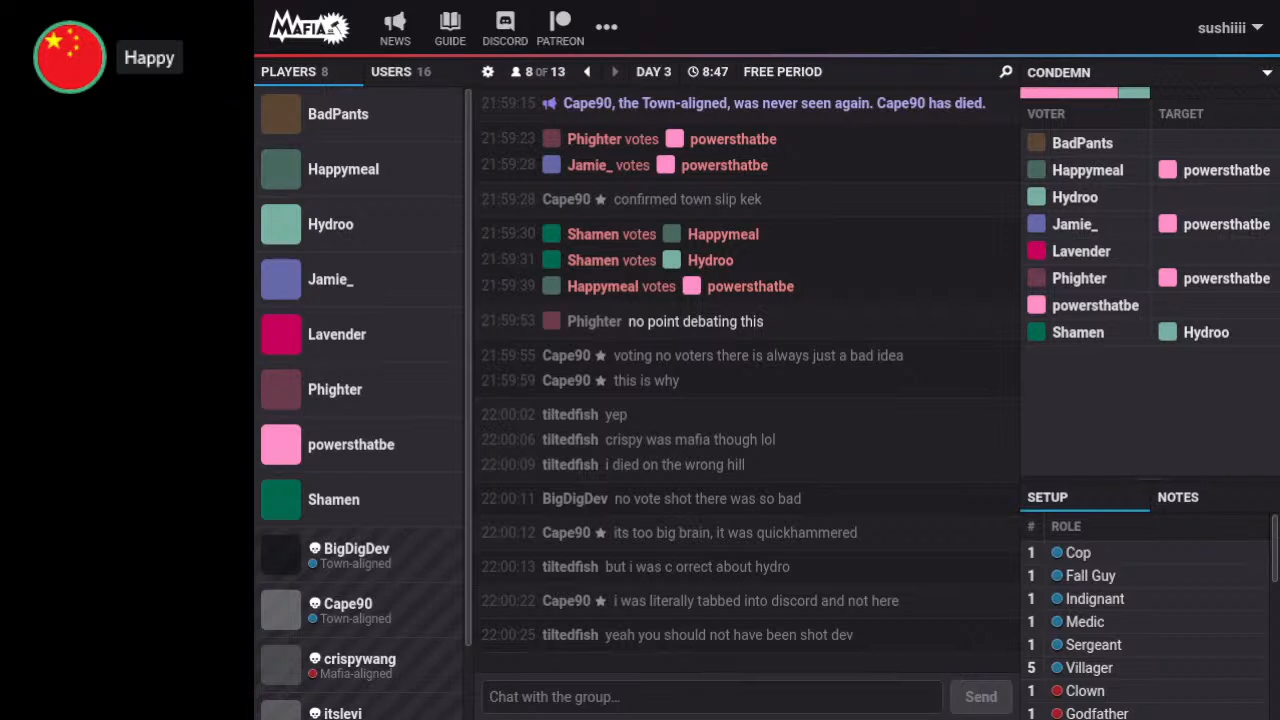 Happy
MAFIA
NEWS
GUIDE
DISCORD
PATREON
sushiiii
PLAYERS 8
USERS 16
8 OF 13
DAY 3
8:47
FREE PERIOD
CONDEMN
BadPants
Happymeal
Hydroo
Jamie_
Lavender
Phighter
powersthatbe
Shamen
BigDigDev
Town-aligned
Cape90
Town-aligned
crispywang
Mafia-aligned
itslevi
21:59:15 Cape90, the Town-aligned, was never seen again. Cape90 has died.
21:59:23 Phighter votes powersthatbe
21:59:28 Jamie_ votes powersthatbe
21:59:28 Cape90 ★ confirmed town slip kek
21:59:30 Shamen votes Happymeal
21:59:31 Shamen votes Hydroo
21:59:39 Happymeal votes powersthatbe
21:59:53 Phighter no point debating this
21:59:55 Cape90 ★ voting no voters there is always just a bad idea
21:59:59 Cape90 ★ this is why
22:00:02 tiltedfish yep
22:00:06 tiltedfish crispy was mafia though lol
22:00:09 tiltedfish i died on the wrong hill
22:00:11 BigDigDev no vote shot there was so bad
22:00:12 Cape90 ★ its too big brain, it was quickhammered
22:00:13 tiltedfish but i was c orrect about hydro
22:00:22 Cape90 ★ i was literally tabbed into discord and not here
22:00:25 tiltedfish yeah you should not have been shot dev
Chat with the group...
Send
VOTER TARGET
BadPants
Happymeal powersthatbe
Hydroo
Jamie_ powersthatbe
Lavender
Phighter powersthatbe
powersthatbe
Shamen Hydroo
SETUP
NOTES
# ROLE
1 Cop
1 Fall Guy
1 Indignant
1 Medic
1 Sergeant
5 Villager
1 Clown
1 Godfather